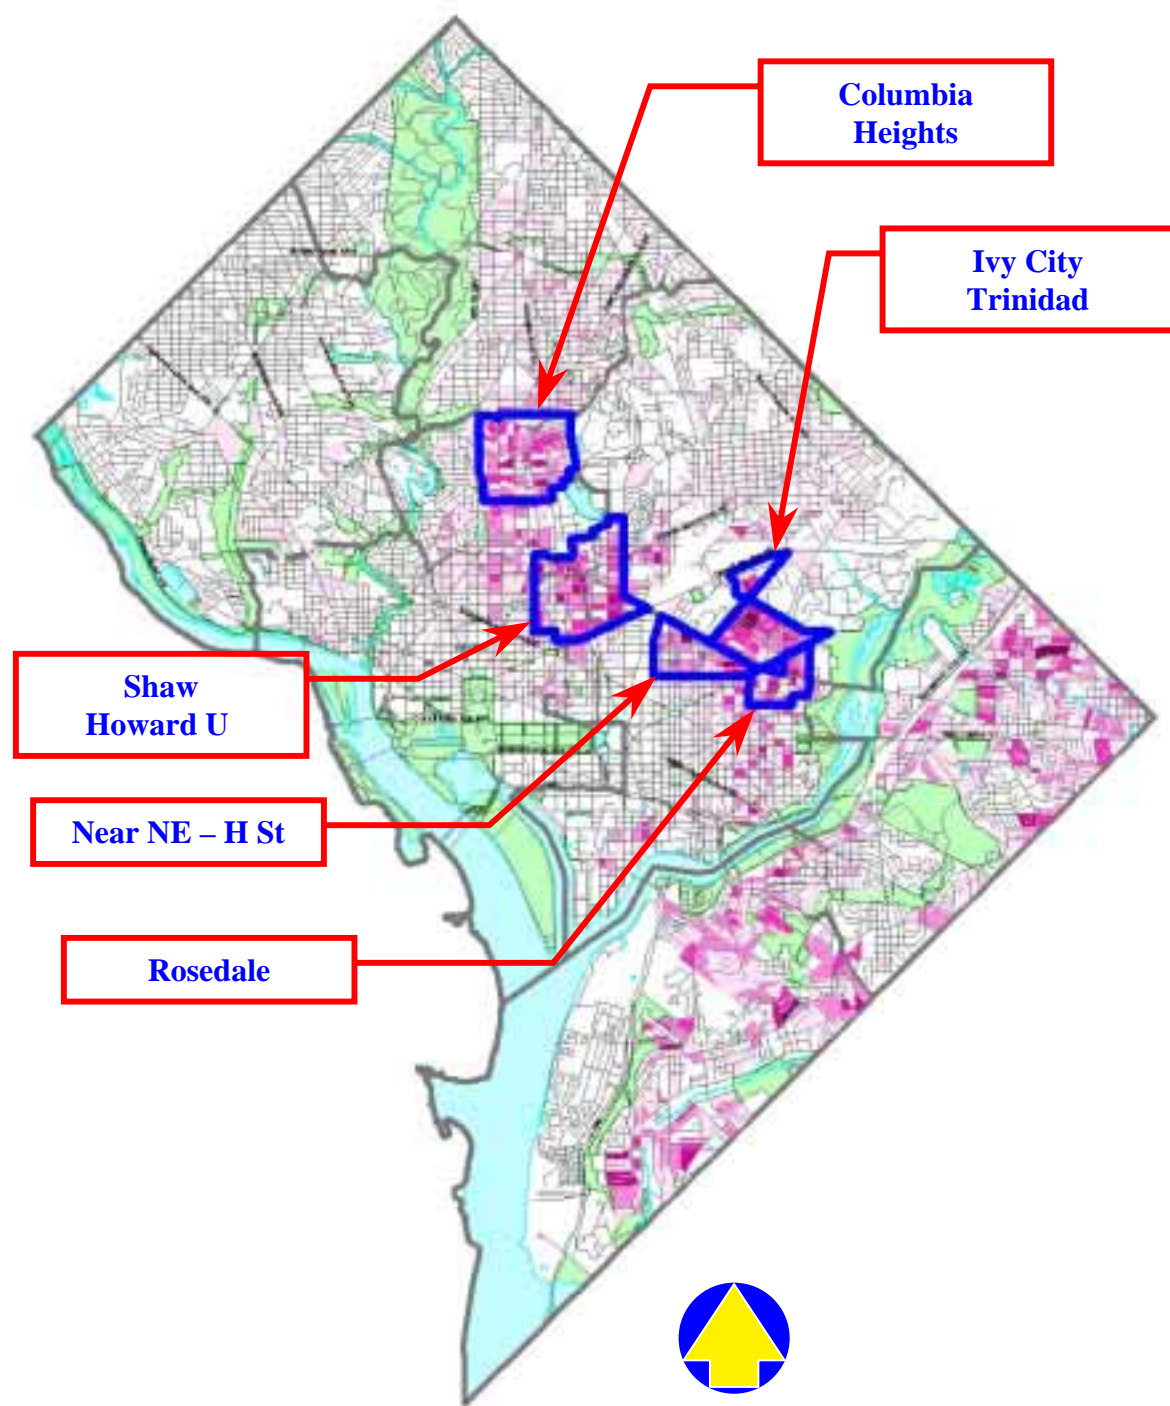 Columbia
Heights
Ivy City
Trinidad
Shaw
Howard U
Near NE – H St
Rosedale